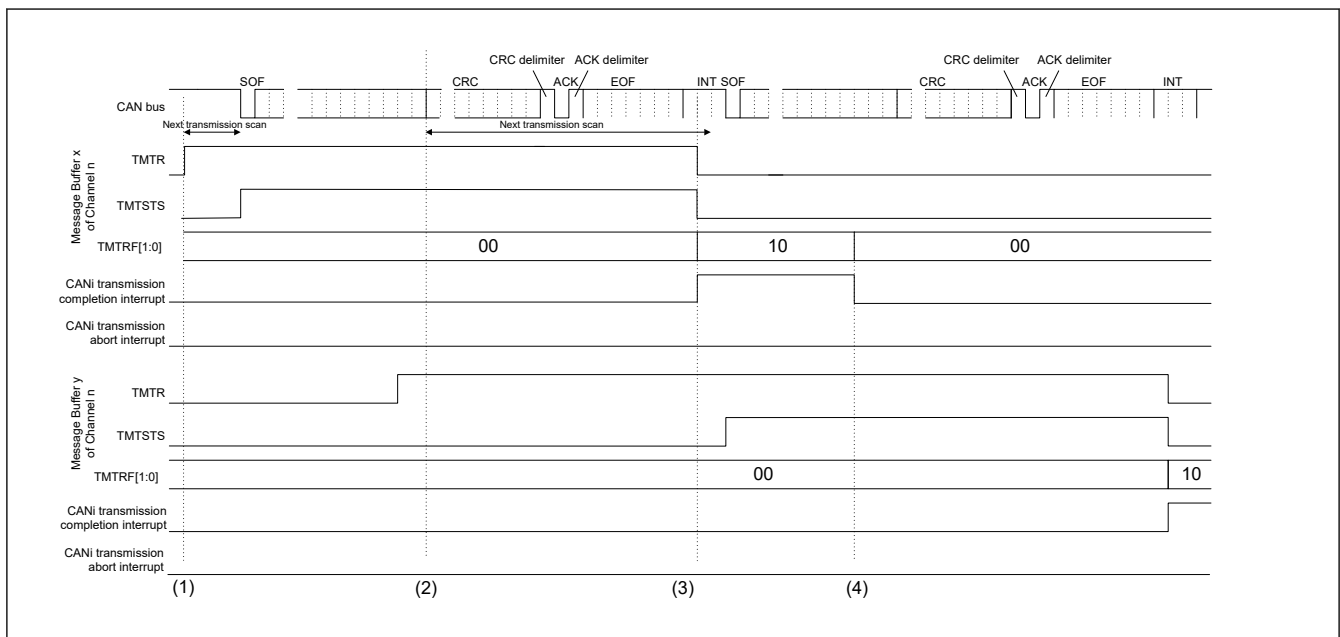 CRC delimiter ACK delimiter CRC delimiter ACK delimiter
SOF CRC ACK EOF INT SOF CRC ACK EOF INT
CAN bus
Next transmission scan Next transmission scan
Message Buffer x
of Channel n
TMTR
TMTSTS
TMTRF[1:0] 00 10 00
CANi transmission
completion interrupt
CANi transmission
abort interrupt
Message Buffer y
of Channel n
TMTR
TMTSTS
TMTRF[1:0] 00 10
CANi transmission
completion interrupt
CANi transmission
abort interrupt
(1) (2) (3) (4)